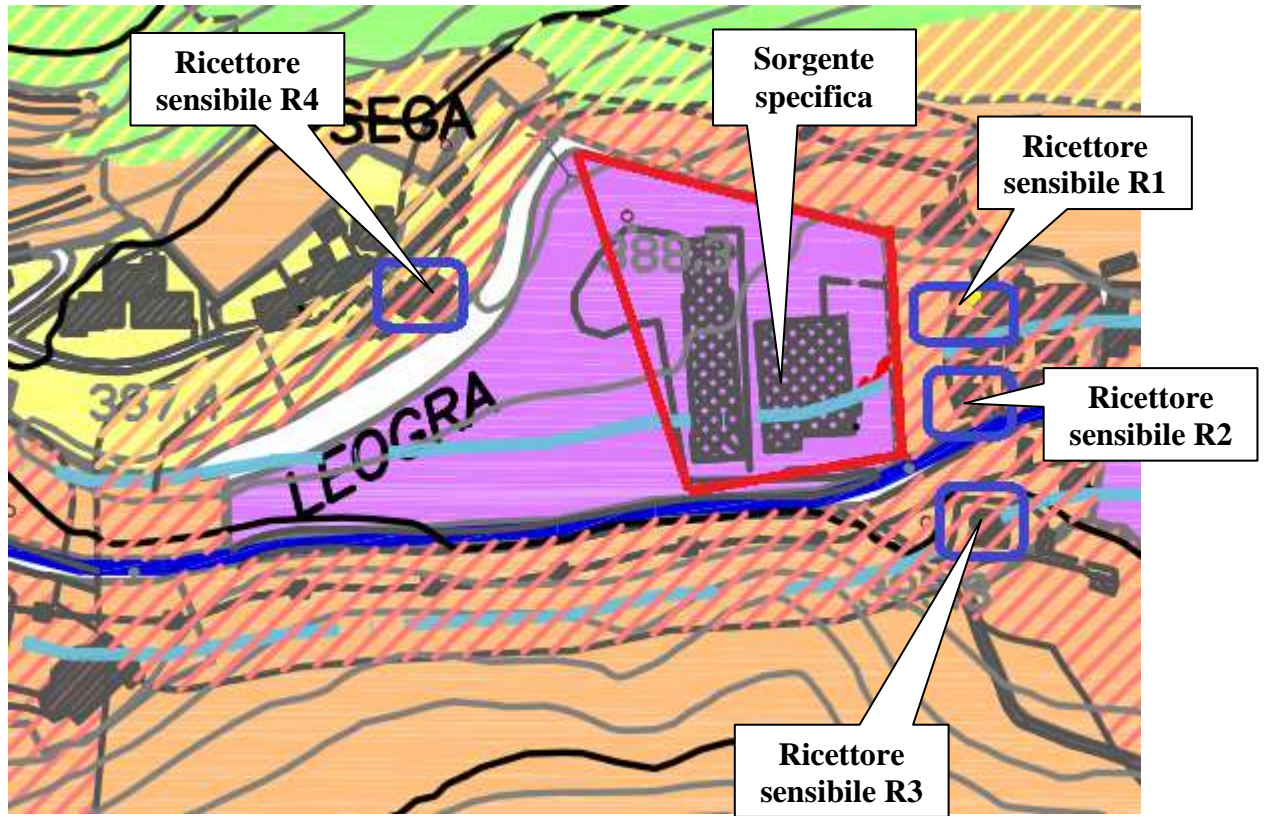 Ricettore
sensibile R4
Sorgente
specifica
SEGA
Ricettore
sensibile R1
387.4
LEOGRA
Ricettore
sensibile R2
Ricettore
sensibile R3